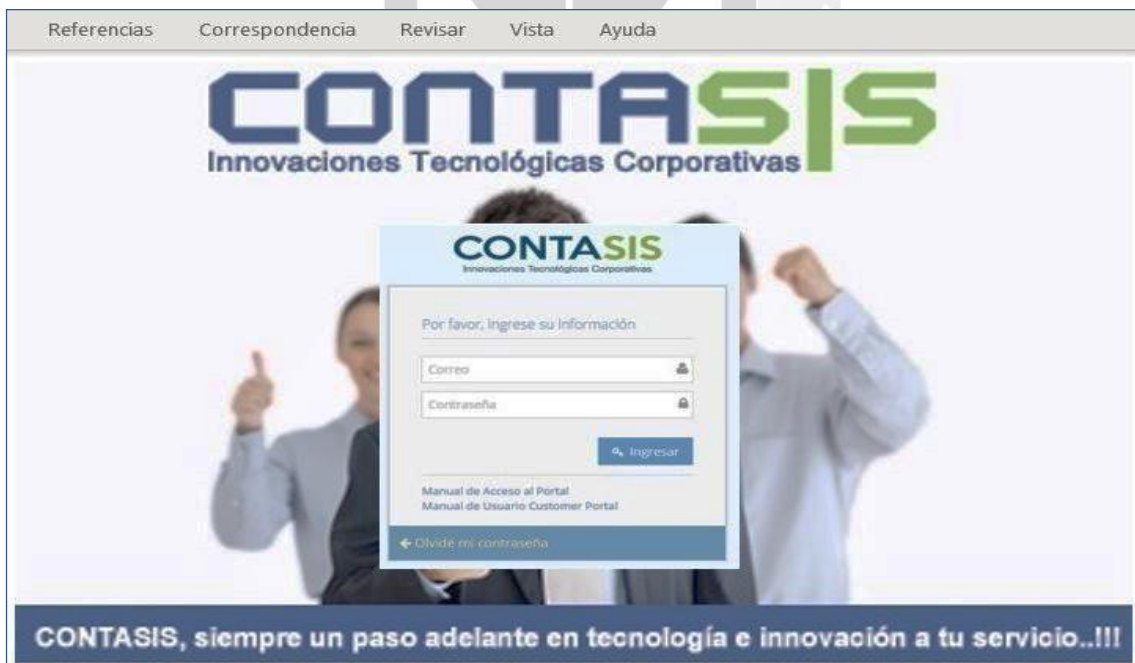 Referencias Correspondencia Revisar Vista Ayuda
CONTASIS
Innovaciones Tecnológicas Corporativas
CONTASIS
Innovaciones Tecnológicas Corporativas
Por favor, ingrese su información
Correo
Contraseña
Ingresar
Manual de Acceso al Portal
Manual de Usuario Customer Portal
Olvidé mi contraseña
CONTASIS, siempre un paso adelante en tecnología e innovación a tu servicio..!!!